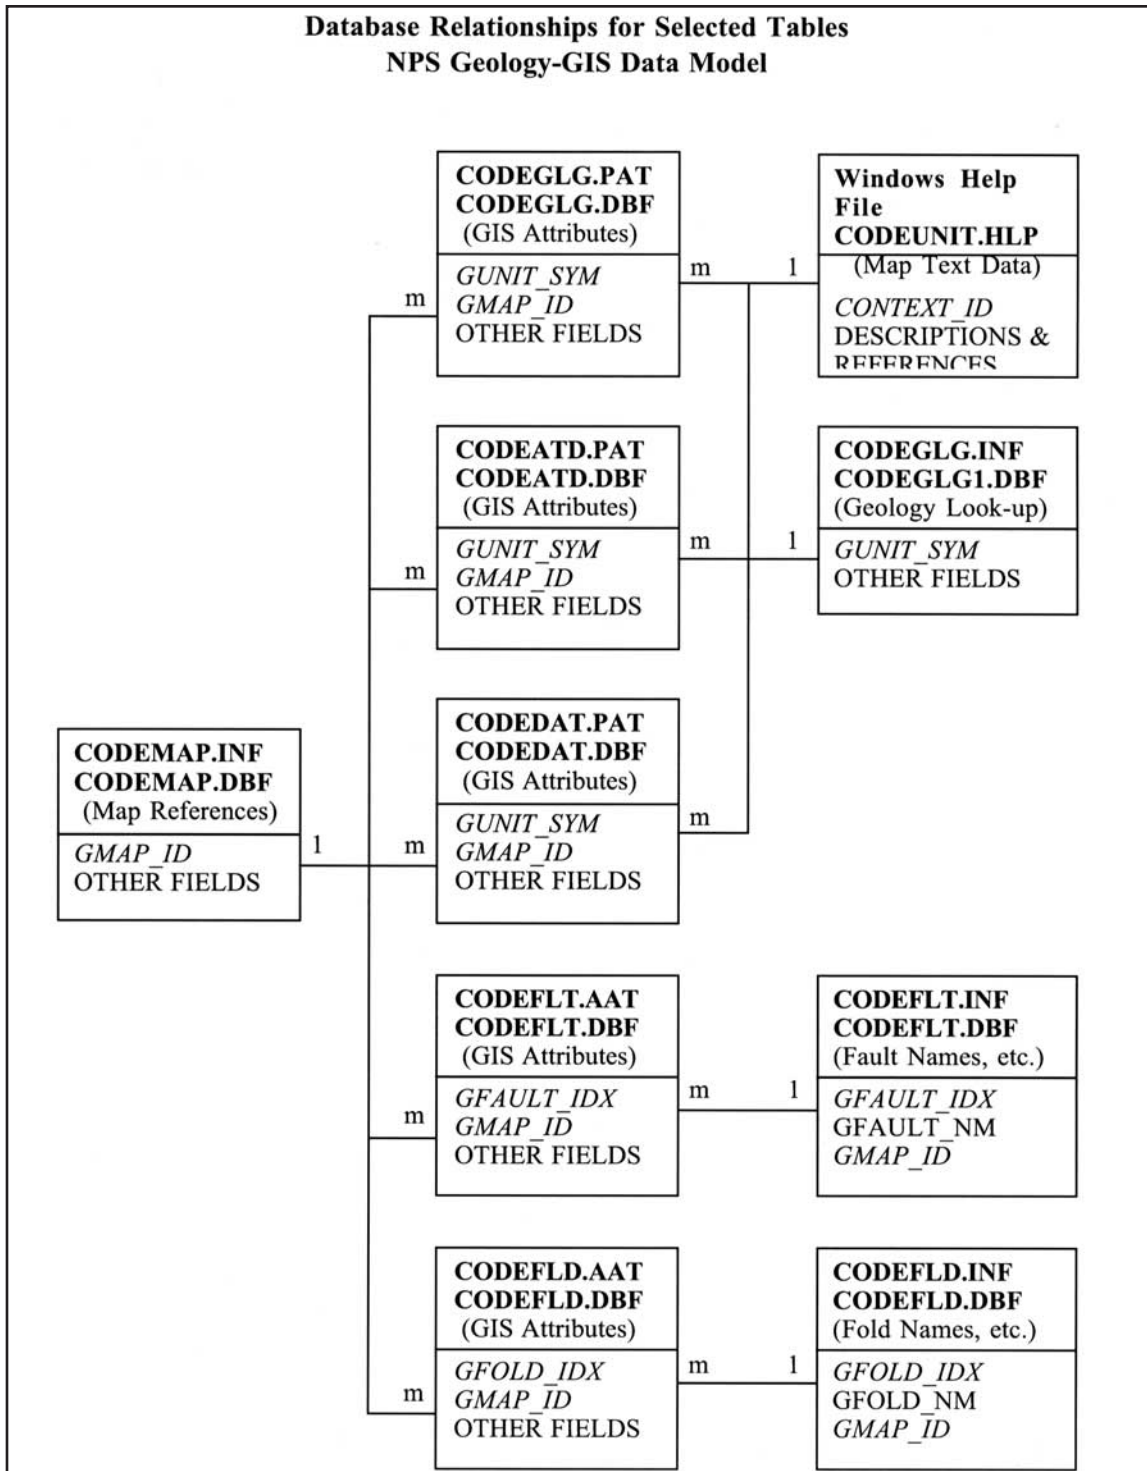 Database Relationships for Selected Tables
NPS Geology-GIS Data Model
CODEGLG.PAT
CODEGLG.DBF
(GIS Attributes)
GUNIT_SYM
GMAP_ID
OTHER FIELDS
m
m
1
Windows Help
File
CODEUNIT.HLP
(Map Text Data)
CONTEXT_ID
DESCRIPTIONS &
REFERENCES
CODEATD.PAT
CODEATD.DBF
(GIS Attributes)
GUNIT_SYM
GMAP_ID
OTHER FIELDS
m
m
1
CODEGLG.INF
CODEGLG1.DBF
(Geology Look-up)
GUNIT_SYM
OTHER FIELDS
CODEMAP.INF
CODEMAP.DBF
(Map References)
GMAP_ID
OTHER FIELDS
1
m
CODEDAT.PAT
CODEDAT.DBF
(GIS Attributes)
GUNIT_SYM
GMAP_ID
OTHER FIELDS
m
CODEFLT.AAT
CODEFLT.DBF
(GIS Attributes)
GFAULT_IDX
GMAP_ID
OTHER FIELDS
m
m
1
CODEFLT.INF
CODEFLT.DBF
(Fault Names, etc.)
GFAULT_IDX
GFAULT_NM
GMAP_ID
CODEFLD.AAT
CODEFLD.DBF
(GIS Attributes)
GFOLD_IDX
GMAP_ID
OTHER FIELDS
m
m
1
CODEFLD.INF
CODEFLD.DBF
(Fold Names, etc.)
GFOLD_IDX
GFOLD_NM
GMAP_ID